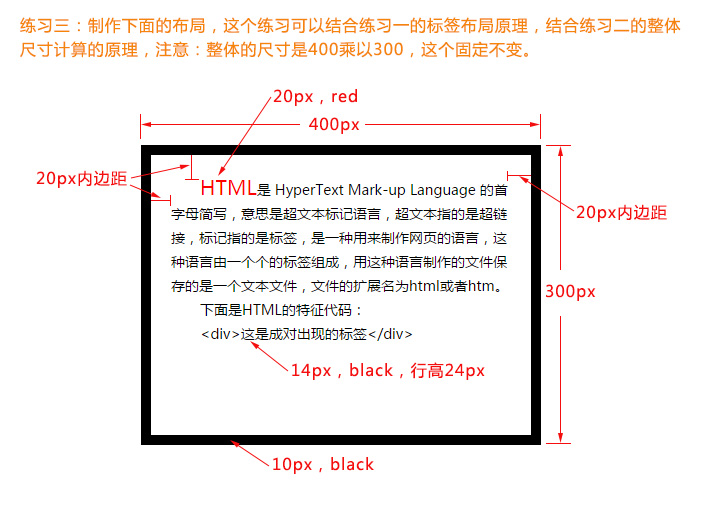 练习三：制作下面的布局，这个练习可以结合练习一的标签布局原理，结合练习二的整体
尺寸计算的原理，注意：整体的尺寸是400乘以300，这个固定不变。
20px，red
400px
20px内边距
HTML是 HyperText Mark-up Language 的首
字母简写，意思是超文本标记语言，超文本指的是超链
接，标记指的是标签，是一种用来制作网页的语言，这
种语言由一个个的标签组成，用这种语言制作的文件保
存的是一个文本文件，文件的扩展名为html或者htm。
下面是HTML的特征代码：
<div>这是成对出现的标签</div>
20px内边距
300px
14px，black，行高24px
10px，black